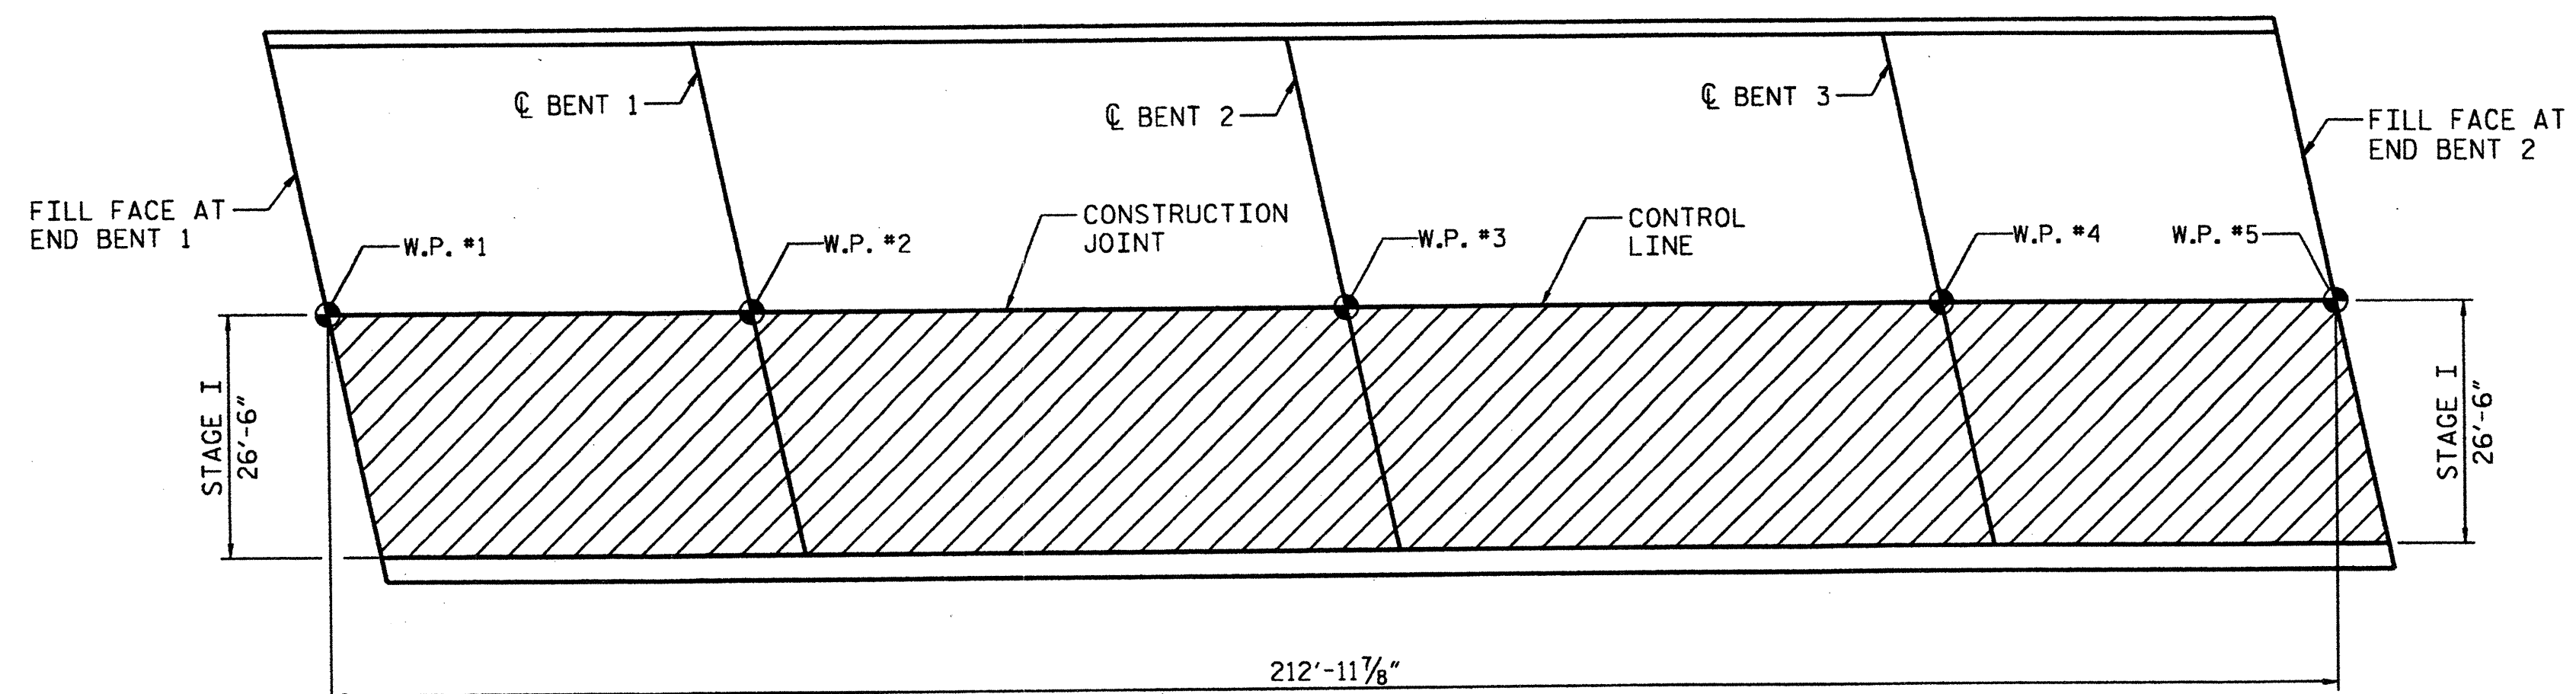 ℄ BENT 1
℄ BENT 2
℄ BENT 3
FILL FACE AT
END BENT 2
FILL FACE AT
END BENT 1
W.P. #1
W.P. #2
CONSTRUCTION
JOINT
W.P. #3
CONTROL
LINE
W.P. #4
W.P. #5
STAGE I
26'-6"
STAGE I
26'-6"
212'-11⅞"